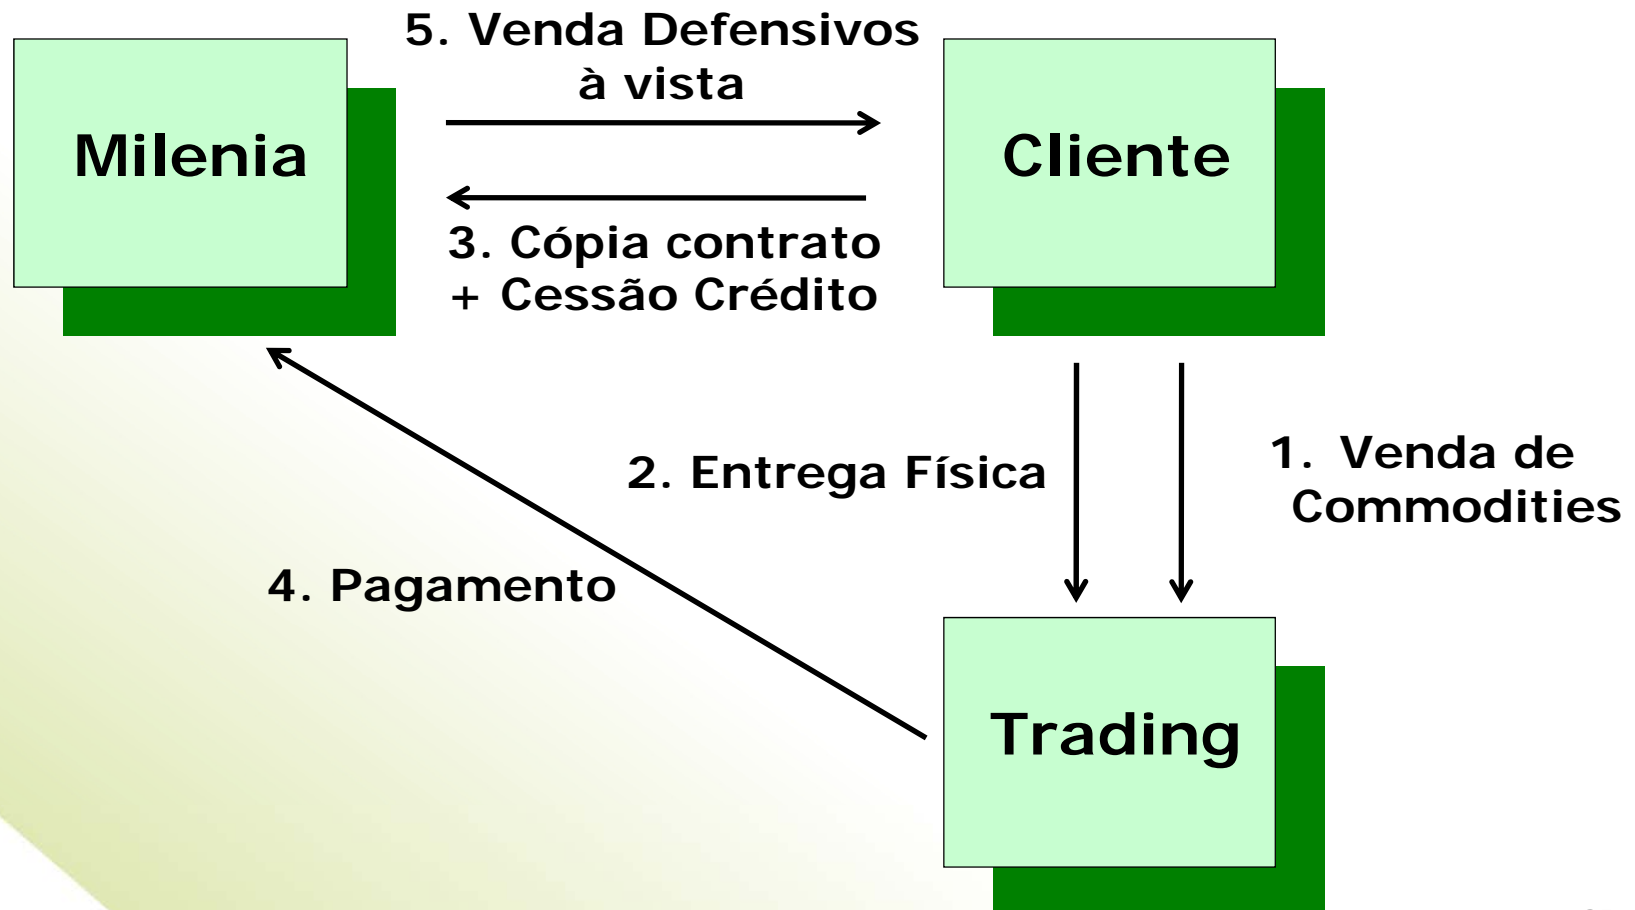 5. Venda Defensivos
à vista
Milenia
Cliente
3. Cópia contrato
+ Cessão Crédito
1. Venda de
Commodities
2. Entrega Física
4. Pagamento
Trading